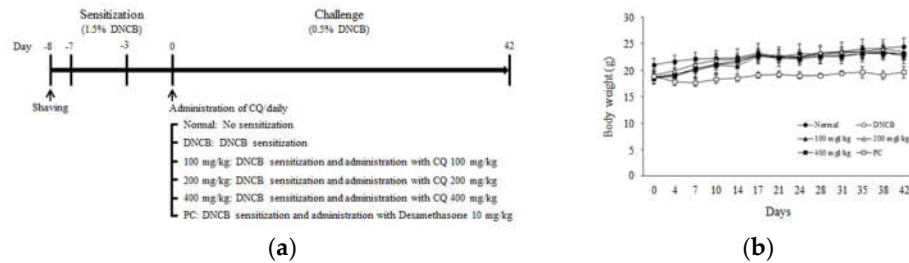 Sensitization
(1.5% DNCB)
Challenge
(0.5% DNCB)
Day -8 -7 -3 0 42
Shaving
Administration of CQ/daily
Normal: No sensitization
DNCB: DNCB sensitization
100 mg/kg: DNCB sensitization and administration with CQ 100 mg/kg
200 mg/kg: DNCB sensitization and administration with CQ 200 mg/kg
400 mg/kg: DNCB sensitization and administration with CQ 400 mg/kg
PC: DNCB sensitization and administration with Dexamethasone 10 mg/kg
(a)
Body weight (g)
30
25
20
15
10
5
0
Normal DNCB
100 mg/kg 200 mg/kg
400 mg/kg PC
0 4 7 10 14 17 21 24 28 31 35 38 42
Days
(b)